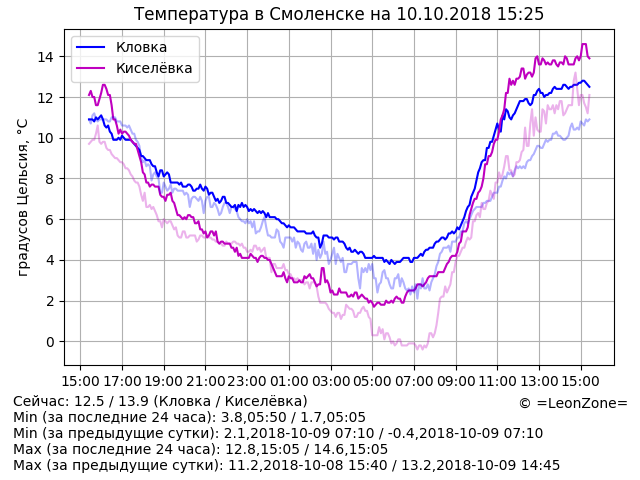 Температура в Смоленске на 10.10.2018 15:25
Кловка
Киселёвка
градусов Цельсия, °C
14
12
10
8
6
4
2
0
15:00 17:00 19:00 21:00 23:00 01:00 03:00 05:00 07:00 09:00 11:00 13:00 15:00
Сейчас: 12.5 / 13.9 (Кловка / Киселёвка)
© =LeonZone=
Min (за последние 24 часа): 3.8,05:50 / 1.7,05:05
Min (за предыдущие сутки): 2.1,2018-10-09 07:10 / -0.4,2018-10-09 07:10
Max (за последние 24 часа): 12.8,15:05 / 14.6,15:05
Max (за предыдущие сутки): 11.2,2018-10-08 15:40 / 13.2,2018-10-09 14:45